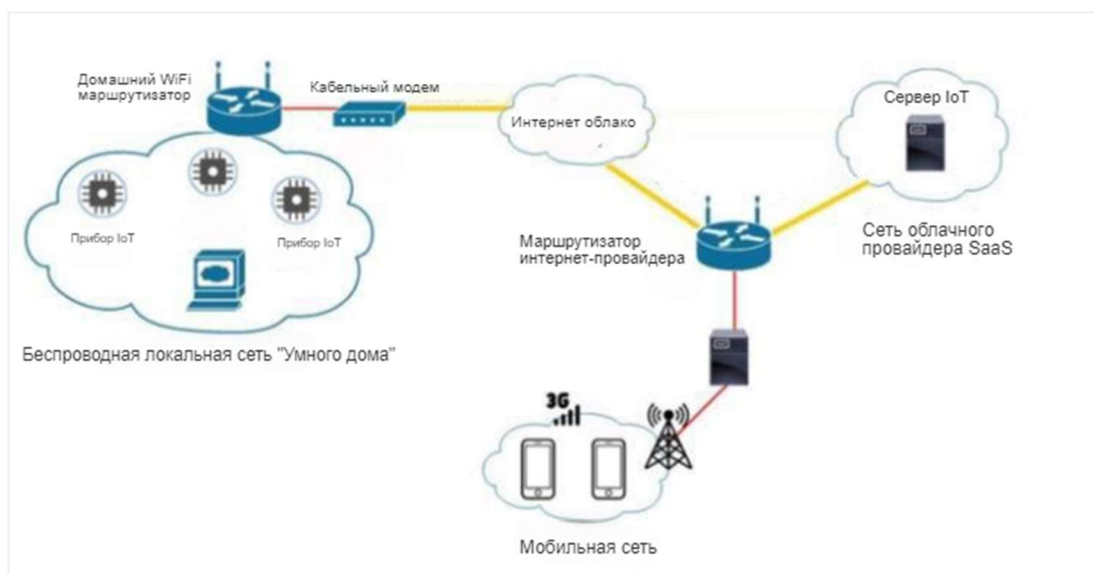 Домашний WiFi
маршрутизатор
Кабельный модем
Интернет облако
Сервер IoT
Прибор IoT
Прибор IoT
Маршрутизатор
интернет-провайдера
Сеть облачного
провайдера SaaS
Беспроводная локальная сеть "Умного дома"
3G
Мобильная сеть